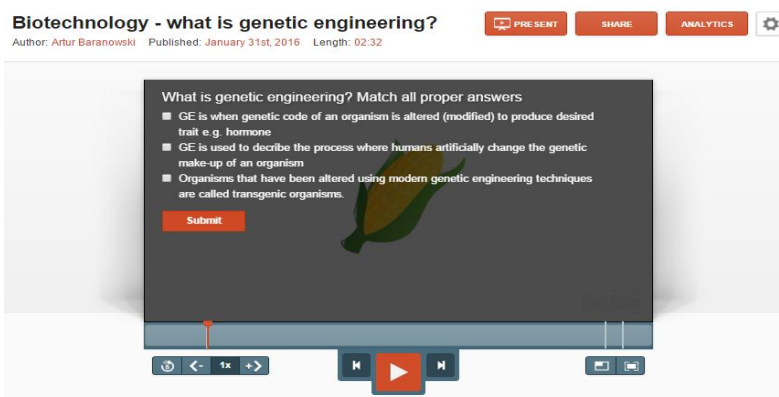 Biotechnology - what is genetic engineering?
PRESENT
SHARE
ANALYTICS
Author: Artur Baranowski Published: January 31st, 2016 Length: 02:32
What is genetic engineering? Match all proper answers
GE is when genetic code of an organism is altered (modified) to produce desired
trait e.g. hormone
GE is used to decribe the process where humans artificially change the genetic
make-up of an organism
Organisms that have been altered using modern genetic engineering techniques
are called transgenic organisms.
Submit
1x